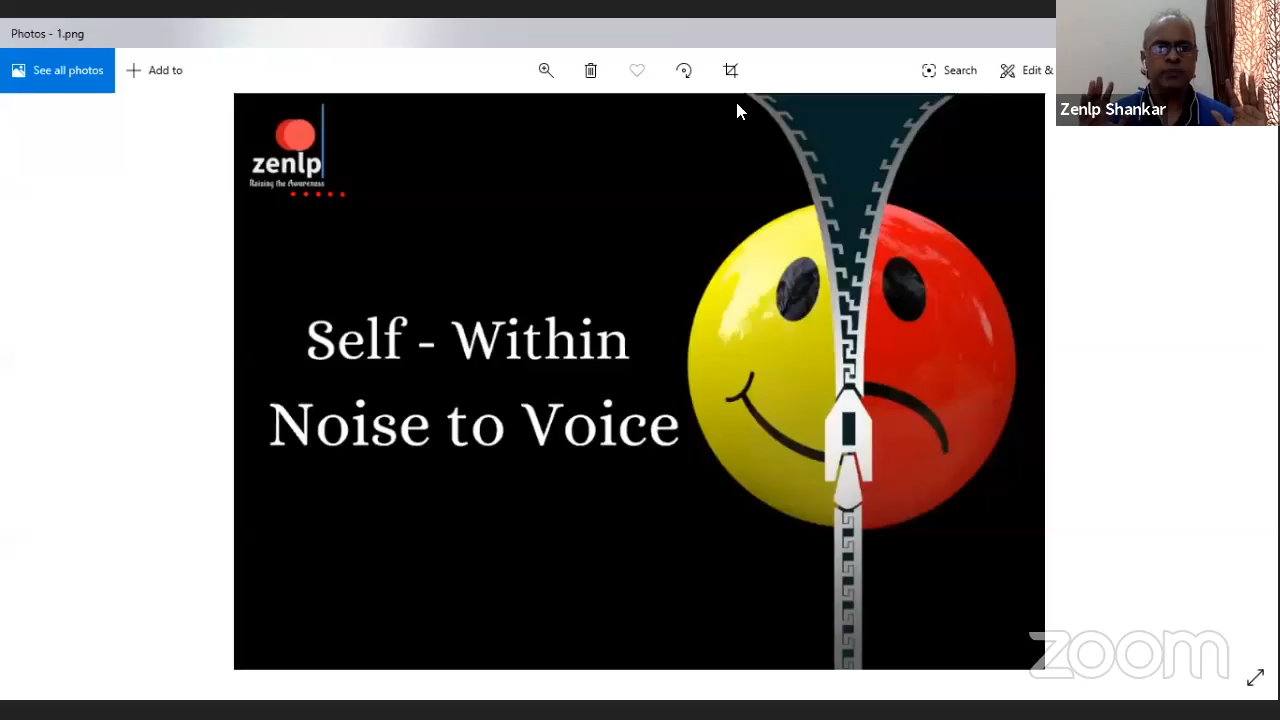 Photos - 1.png
See all photos
Add to
Search
Edit &
Zenlp Shankar
zenlp
Raising the Awareness
Self - Within
Noise to Voice
zoom